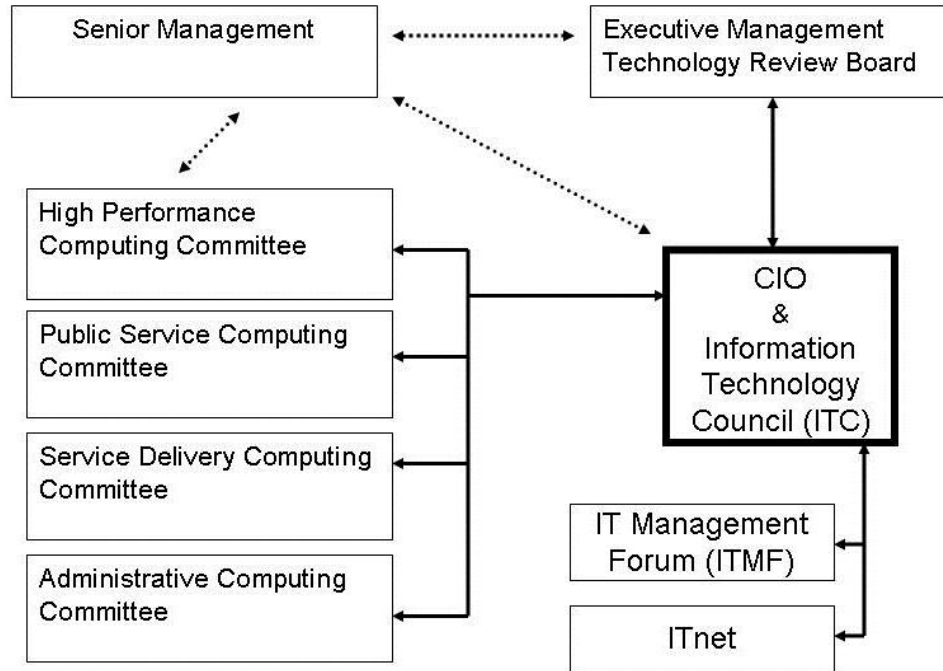 Senior Management
Executive Management
Technology Review Board
High Performance
Computing Committee
Public Service Computing
Committee
Service Delivery Computing
Committee
Administrative Computing
Committee
CIO
&
Information
Technology
Council (ITC)
IT Management
Forum (ITMF)
ITnet